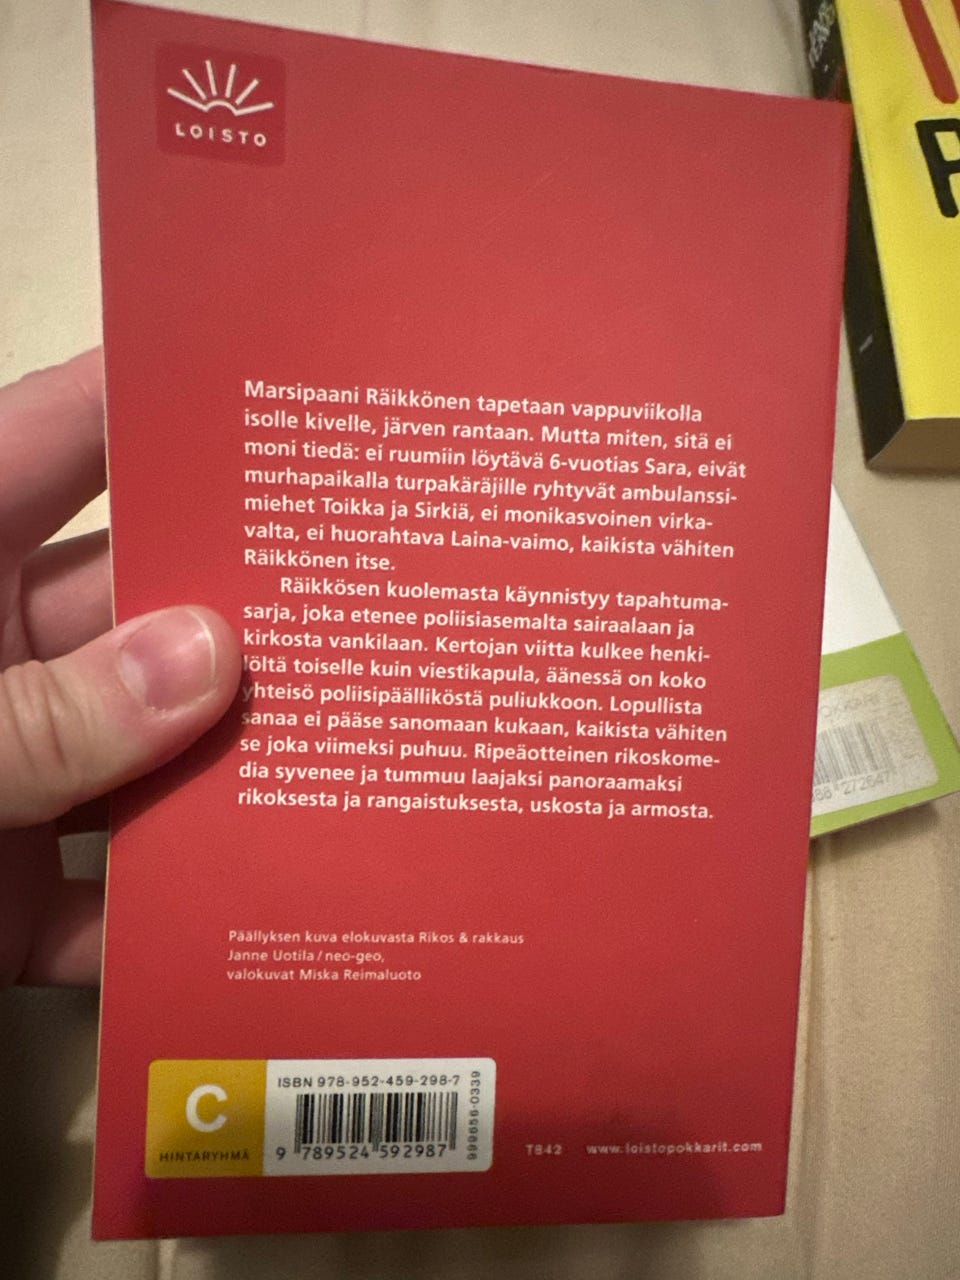 LOISTO
Marsipaani Räikkönen tapetaan vappuviikolla
isolle kivelle, järven rantaan. Mutta miten, sitä ei
moni tiedä: ei ruumiin löytävä 6-vuotias Sara, eivät
murhapaikalla turpakäräjille ryhtyvät ambulanssi-
miehet Toikka ja Sirkiä, ei monikasvoinen virka-
valta, ei huorahtava Laina-vaimo, kaikista vähiten
Räikkönen itse.
Räikkösen kuolemasta käynnistyy tapahtuma-
sarja, joka etenee poliisiasemalta sairaalaan ja
kirkosta vankilaan. Kertojan viitta kulkee henki-
löltä toiselle kuin viestikapula, äänessä on koko
yhteisö poliisipäälliköstä puliukkoon. Lopullista
sanaa ei pääse sanomaan kukaan, kaikista vähiten
se joka viimeksi puhuu. Ripeäotteinen rikoskome-
dia syvenee ja tummuu laajaksi panoraamaksi
rikoksesta ja rangaistuksesta, uskosta ja armosta.
Päällyksen kuva elokuvasta Rikos & rakkaus
Janne Uotila / neo-geo,
valokuvat Miska Reimaluoto
C
HINTARYHMÄ
ISBN 978-952-459-298-7
9 789524 592987
999656-0339
T842 www.loistopokkarit.com